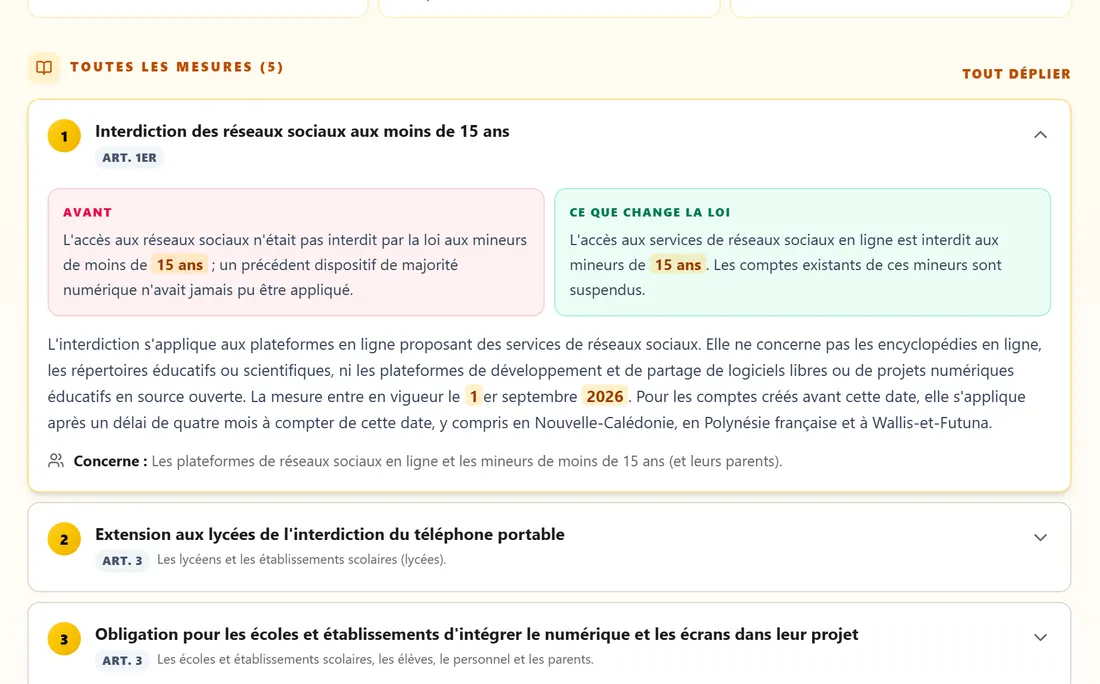 TOUTES LES MESURES (5)
TOUT DÉPLIER
1
Interdiction des réseaux sociaux aux moins de 15 ans
ART. 1ER
AVANT
L'accès aux réseaux sociaux n'était pas interdit par la loi aux mineurs
de moins de 15 ans ; un précédent dispositif de majorité
numérique n'avait jamais pu être appliqué.
CE QUE CHANGE LA LOI
L'accès aux services de réseaux sociaux en ligne est interdit aux
mineurs de 15 ans. Les comptes existants de ces mineurs sont
suspendus.
L'interdiction s'applique aux plateformes en ligne proposant des services de réseaux sociaux. Elle ne concerne pas les encyclopédies en ligne,
les répertoires éducatifs ou scientifiques, ni les plateformes de développement et de partage de logiciels libres ou de projets numériques
éducatifs en source ouverte. La mesure entre en vigueur le 1er septembre 2026. Pour les comptes créés avant cette date, elle s'applique
après un délai de quatre mois à compter de cette date, y compris en Nouvelle-Calédonie, en Polynésie française et à Wallis-et-Futuna.
Concerne : Les plateformes de réseaux sociaux en ligne et les mineurs de moins de 15 ans (et leurs parents).
2
Extension aux lycées de l'interdiction du téléphone portable
ART. 3 Les lycéens et les établissements scolaires (lycées).
3
Obligation pour les écoles et établissements d'intégrer le numérique et les écrans dans leur projet
ART. 3 Les écoles et établissements scolaires, les élèves, le personnel et les parents.